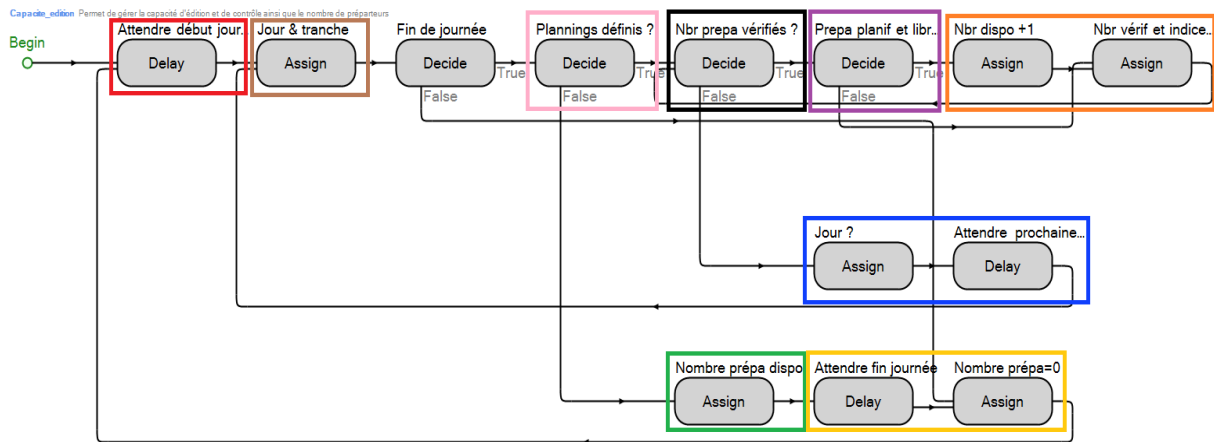 Capacite_edition Permet de gérer la capacité d'édition et de contrôle ainsi que le nombre de préparteurs
Begin
Attendre début jour...
Delay
Jour & tranche
Assign
Fin de journée
Decide
True
False
Plannings définis ?
Decide
True
False
Nbr prepa vérifiés ?
Decide
True
False
Prepa planif et libr...
Decide
True
False
Nbr dispo +1
Assign
Nbr vérif et indice...
Assign
Jour ?
Assign
Attendre prochaine...
Delay
Nombre prépa dispo
Assign
Attendre fin journée
Delay
Nombre prépa=0
Assign